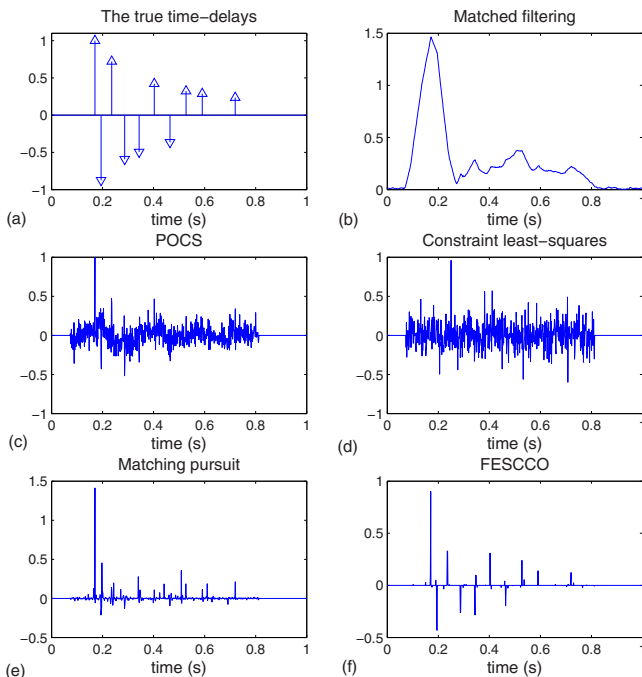 The true time−delays
1
0.5
0
−0.5
−1
0 0.2 0.4 0.6 0.8 1
time (s)
(a)
Matched filtering
1.5
1
0.5
0
0 0.2 0.4 0.6 0.8 1
time (s)
(b)
POCS
1
0.5
0
−0.5
−1
0 0.2 0.4 0.6 0.8 1
time (s)
(c)
Constraint least−squares
1
0.5
0
−0.5
−1
0 0.2 0.4 0.6 0.8 1
time (s)
(d)
Matching pursuit
1.5
1
0.5
0
−0.5
0 0.2 0.4 0.6 0.8 1
time (s)
(e)
FESCCO
1
0.5
0
−0.5
0 0.2 0.4 0.6 0.8 1
time (s)
(f)